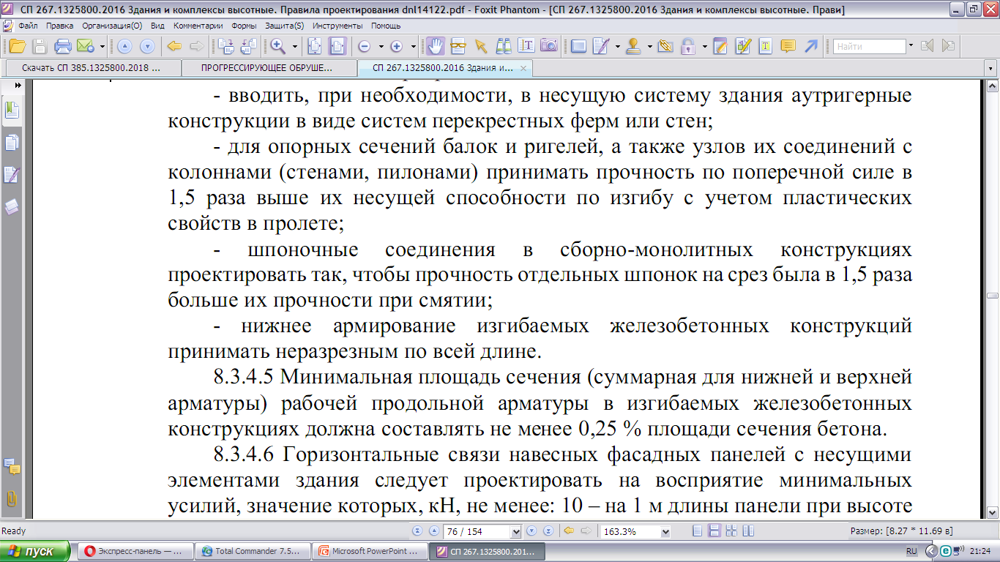 СП 267.1325800.2016 Здания и комплексы высотные. Правила проектирования dnl14122.pdf - Foxit Phantom - [СП 267.1325800.2016 Здания и комплексы высотные. Прави]
Файл Правка Организация(O) Вид Комментарии Формы Защита(S) Инструменты Помощь
Найти
Скачать СП 385.1325800.2018 ... ПРОГРЕССИРУЮЩЕЕ ОБРУШЕ... СП 267.1325800.2016 Здания и...
- вводить, при необходимости, в несущую систему здания аутригерные
конструкции в виде систем перекрестных ферм или стен;
- для опорных сечений балок и ригелей, а также узлов их соединений с
колоннами (стенами, пилонами) принимать прочность по поперечной силе в
1,5 раза выше их несущей способности по изгибу с учетом пластических
свойств в пролете;
- шпоночные соединения в сборно-монолитных конструкциях
проектировать так, чтобы прочность отдельных шпонок на срез была в 1,5 раза
больше их прочности при смятии;
- нижнее армирование изгибаемых железобетонных конструкций
принимать неразрезным по всей длине.
8.3.4.5 Минимальная площадь сечения (суммарная для нижней и верхней
арматуры) рабочей продольной арматуры в изгибаемых железобетонных
конструкциях должна составлять не менее 0,25 % площади сечения бетона.
8.3.4.6 Горизонтальные связи навесных фасадных панелей с несущими
элементами здания следует проектировать на восприятие минимальных
усилий, значение которых, кН, не менее: 10 – на 1 м длины панели при высоте
Ready 76 / 154 163.3% Размер: [8.27 * 11.69 в]
пуск Экспресс-панель — ... Total Commander 7.5... Microsoft PowerPoint ... СП 267.1325800.201... RU 21:24